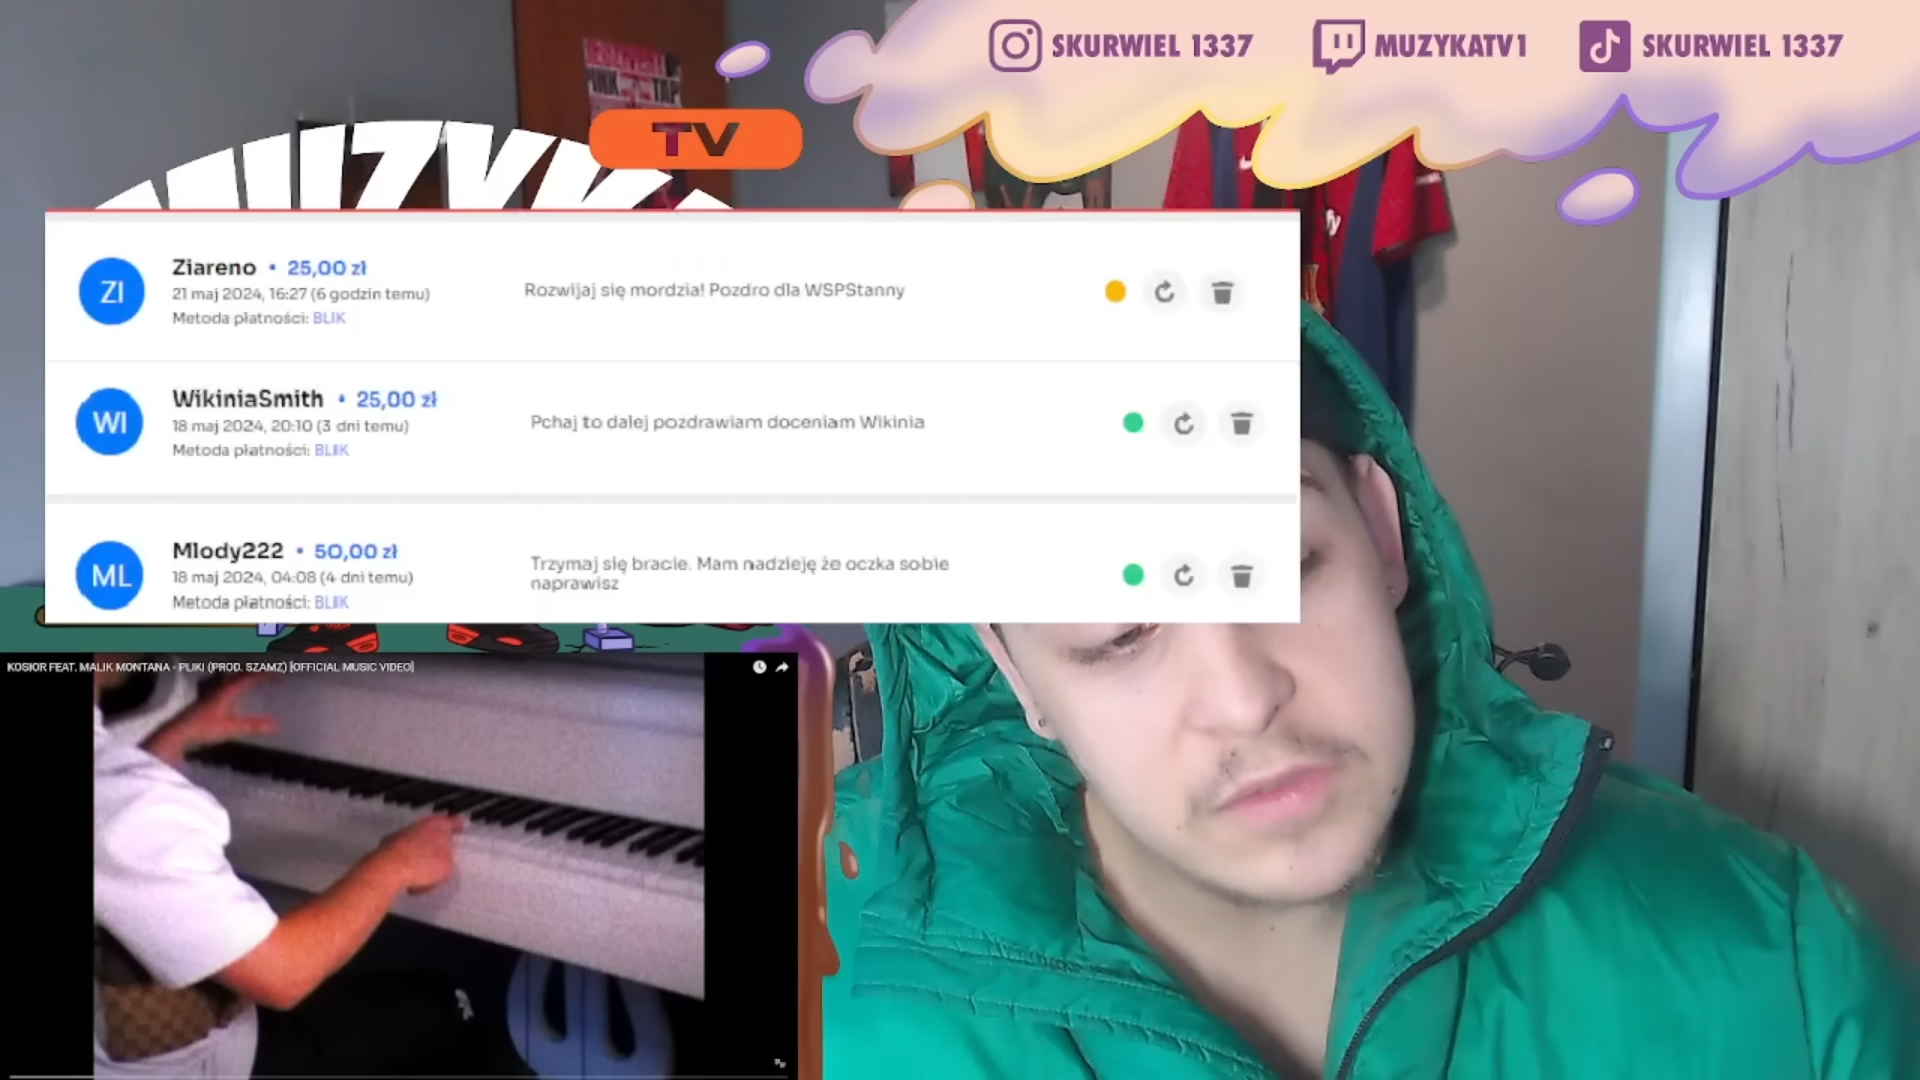 SKURWIEL 1337
MUZYKATV1
SKURWIEL 1337
TV
MUZYK
ZI
Ziareno • 25,00 zł
21 maj 2024, 16:27 (6 godzin temu)
Metoda płatności: BLIK
Rozwijaj się mordzia! Pozdro dla WSPStanny
WI
WikiniaSmith • 25,00 zł
18 maj 2024, 20:10 (3 dni temu)
Metoda płatności: BLIK
Pchaj to dalej pozdrawiam doceniam Wikinia
ML
Mlody222 • 50,00 zł
18 maj 2024, 04:08 (4 dni temu)
Metoda płatności: BLIK
Trzymaj się bracie. Mam nadzieję że oczka sobie
naprawisz
KOSIOR FEAT. MALIK MONTANA - PLIKI (PROD. SZAMZ) [OFFICIAL MUSIC VIDEO]